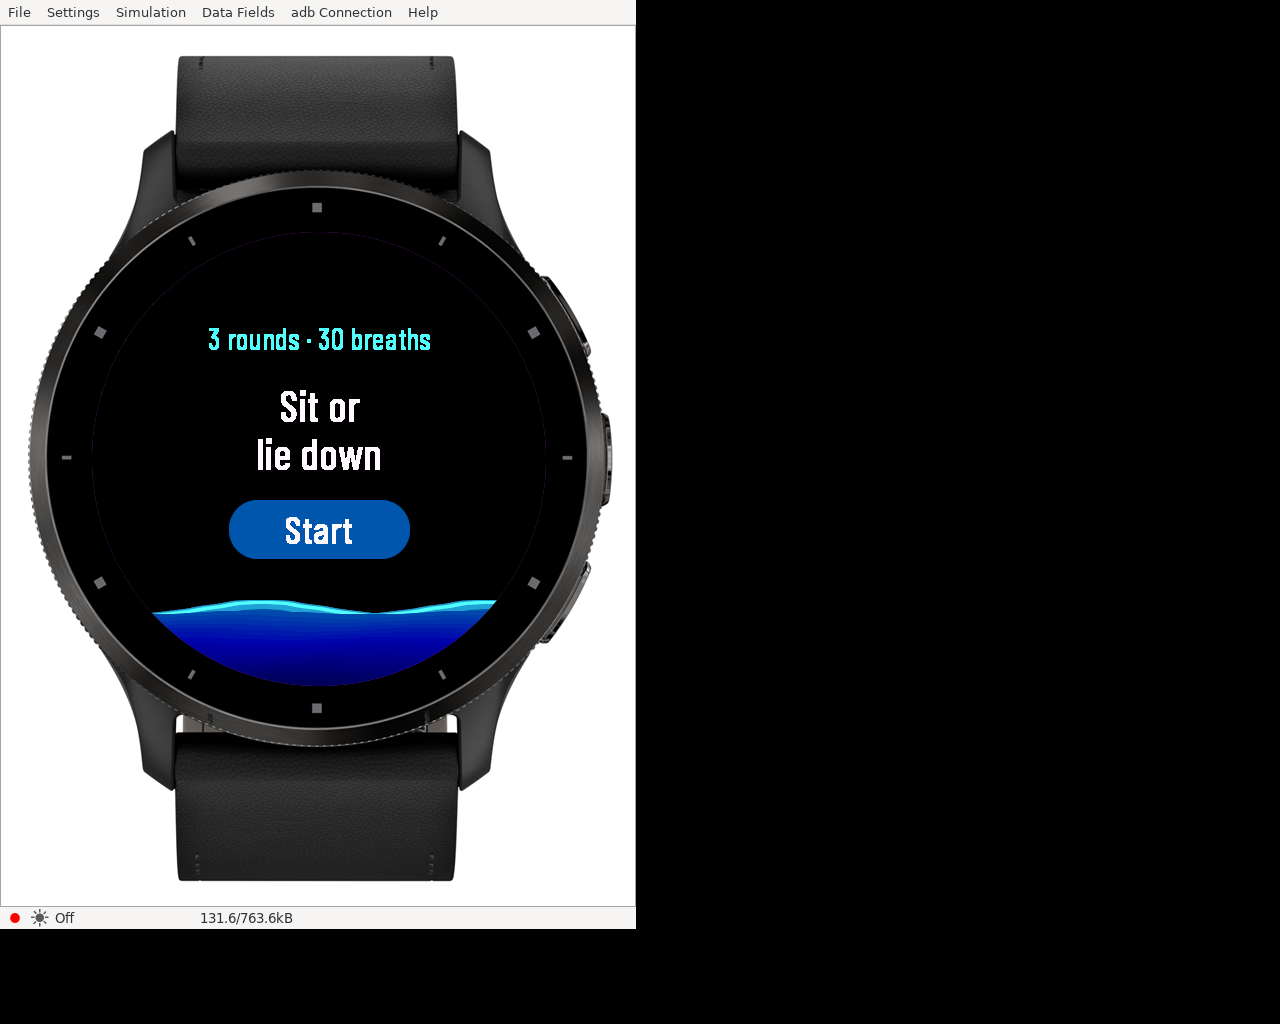 File Settings Simulation Data Fields adb Connection Help
3 rounds · 30 breaths
Sit or
lie down
Start
Off 131.6/763.6kB